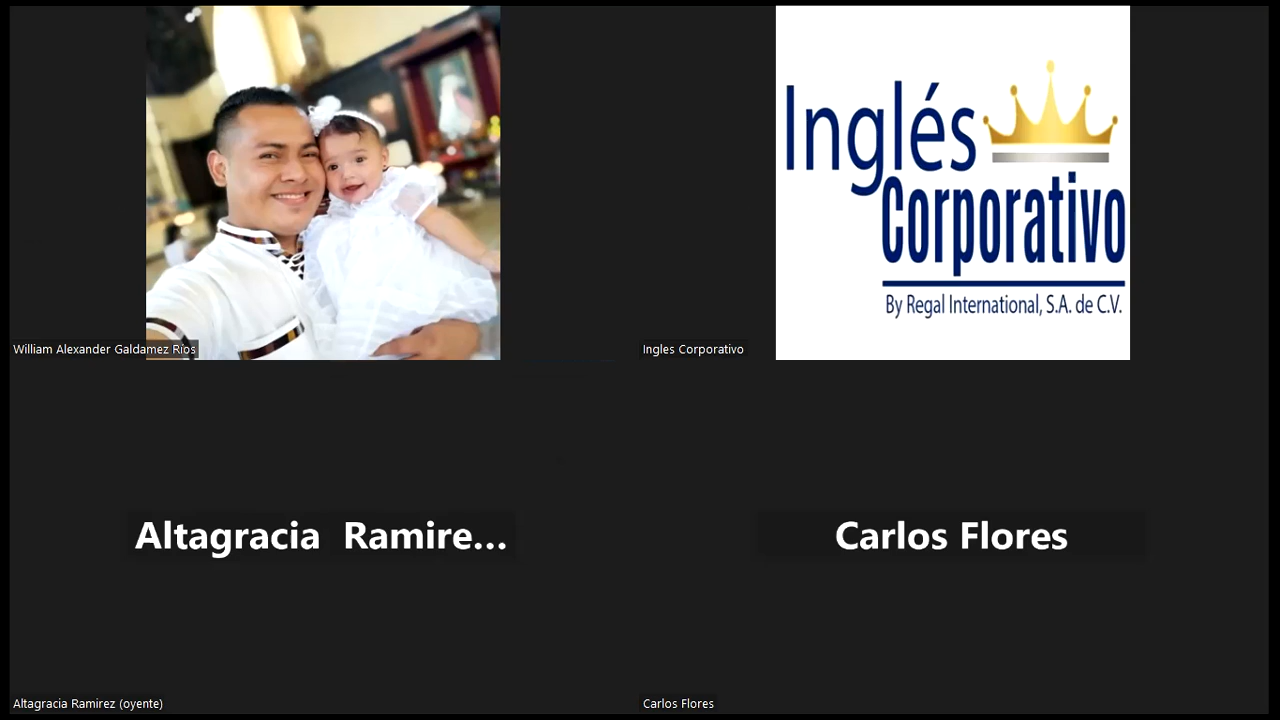 Inglés
Corporativo
By Regal International, S.A. de C.V.
William Alexander Galdamez Ríos
Ingles Corporativo
Altagracia Ramire...
Carlos Flores
Altagracia Ramirez (oyente)
Carlos Flores